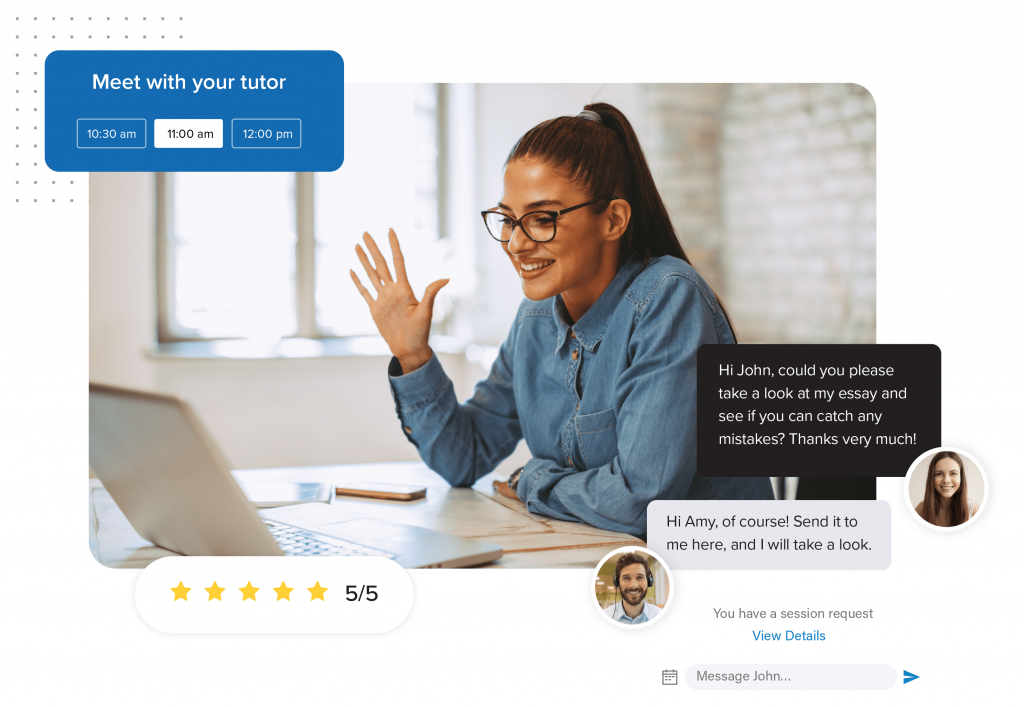 Meet with your tutor
10:30 am
11:00 am
12:00 pm
Hi John, could you please
take a look at my essay and
see if you can catch any
mistakes? Thanks very much!
Hi Amy, of course! Send it to
me here, and I will take a look.
5/5
You have a session request
View Details
Message John...